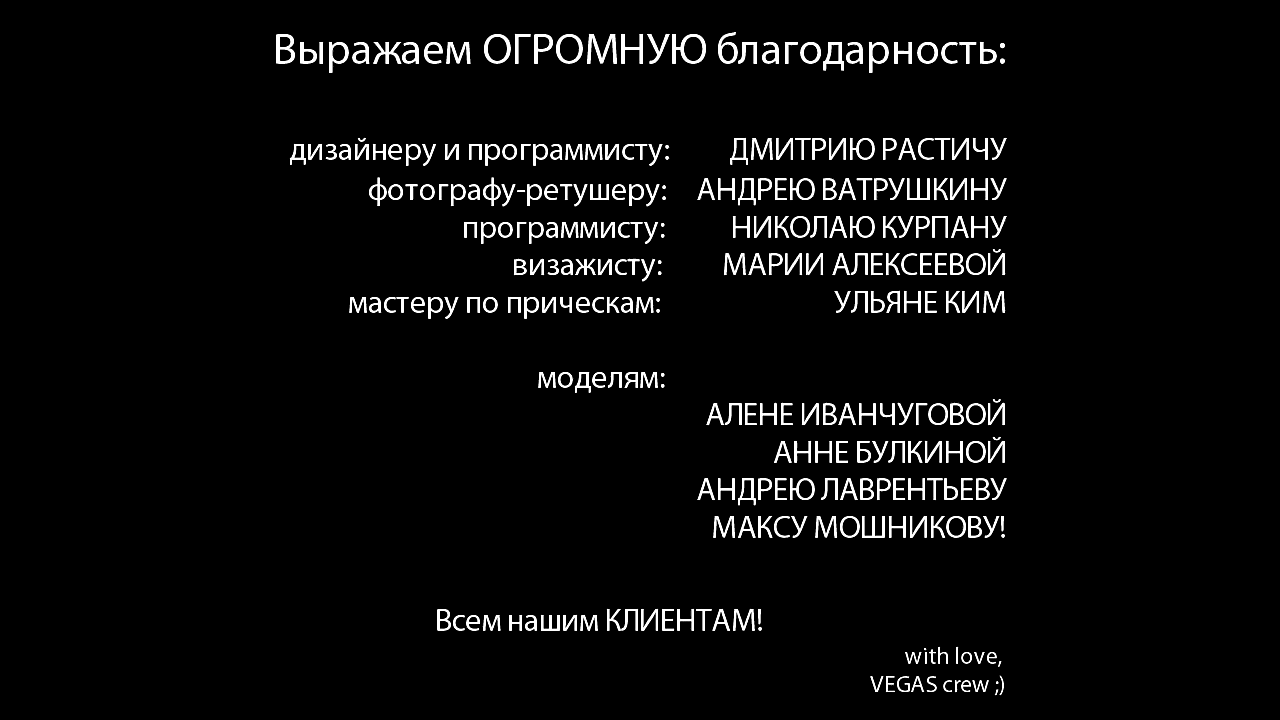 Выражаем ОГРОМНУЮ благодарность:
дизайнеру и программисту: ДМИТРИЮ РАСТИЧУ
фотографу-ретушеру: АНДРЕЮ ВАТРУШКИНУ
программисту: НИКОЛАЮ КУРПАНУ
визажисту: МАРИИ АЛЕКСЕЕВОЙ
мастеру по прическам: УЛЬЯНЕ КИМ
моделям:
АЛЕНЕ ИВАНЧУГОВОЙ
АННЕ БУЛКИНОЙ
АНДРЕЮ ЛАВРЕНТЬЕВУ
МАКСУ МОШНИКОВУ!
Всем нашим КЛИЕНТАМ!
with love,
VEGAS crew ;)